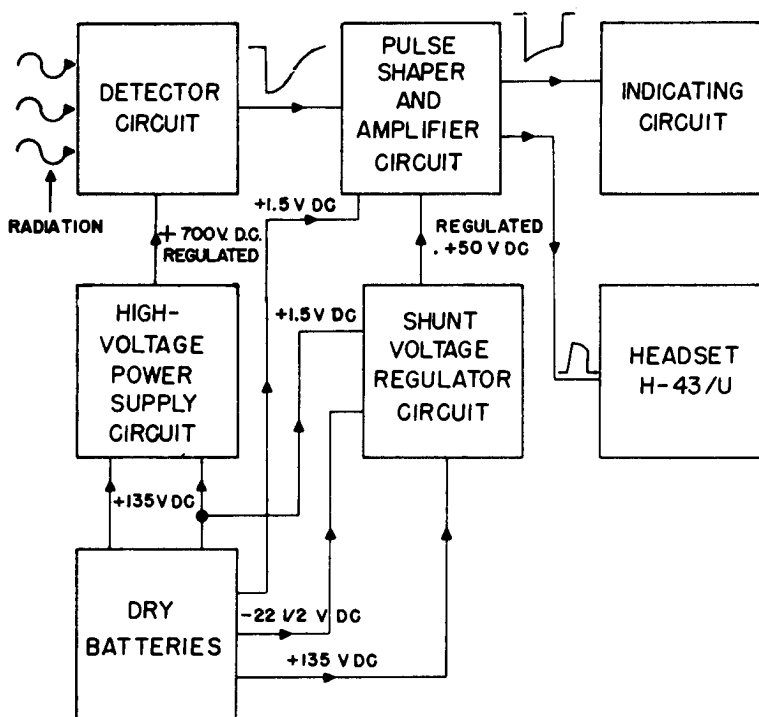 DETECTOR
CIRCUIT
PULSE
SHAPER
AND
AMPLIFIER
CIRCUIT
INDICATING
CIRCUIT
RADIATION
+ 700V. D.C.
REGULATED
+1.5 V DC
REGULATED
. +50 V DC
HIGH-
VOLTAGE
POWER
SUPPLY
CIRCUIT
+1.5V DC
SHUNT
VOLTAGE
REGULATOR
CIRCUIT
HEADSET
H-43/U
+135 V DC
DRY
BATTERIES
-22 1/2 V DC
+135 V DC